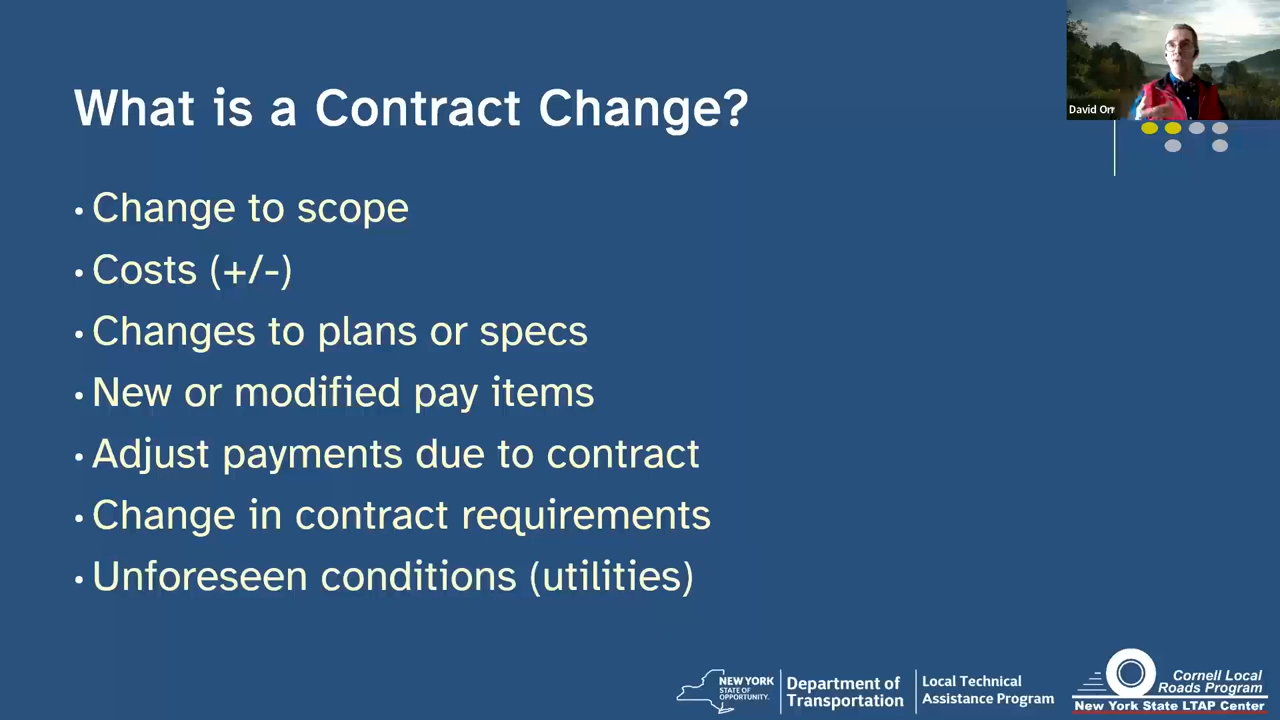 What is a Contract Change?
David Orr
• Change to scope
• Costs (+/-)
• Changes to plans or specs
• New or modified pay items
• Adjust payments due to contract
• Change in contract requirements
• Unforeseen conditions (utilities)
NEW YORK
STATE OF
OPPORTUNITY.
Department of
Transportation
Local Technical
Assistance Program
Cornell Local
Roads Program
New York State LTAP Center